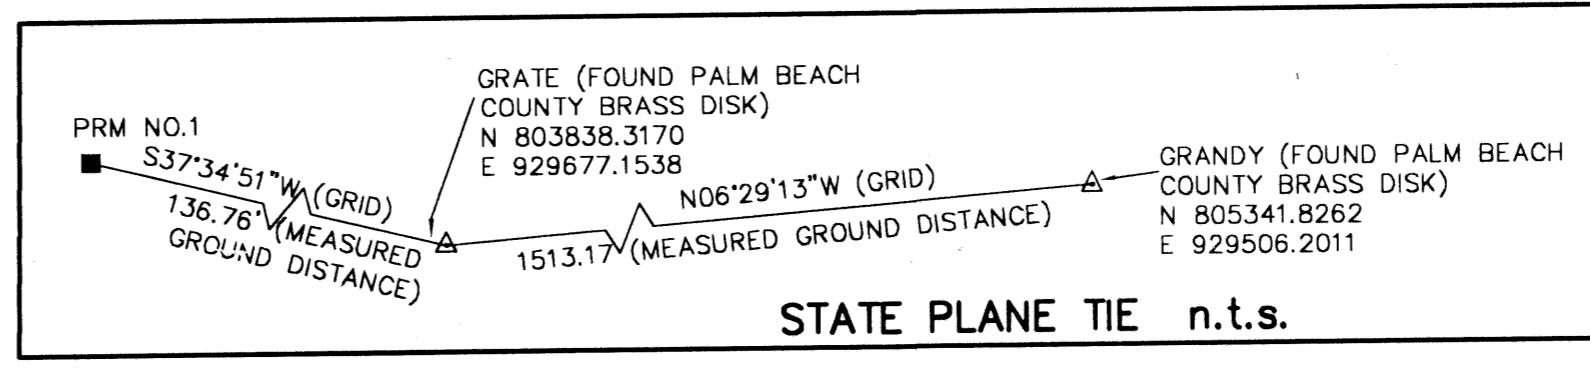 PRM NO.1
S37°34'51"W (GRID)
136.76' (MEASURED
GROUND DISTANCE)
GRATE (FOUND PALM BEACH
COUNTY BRASS DISK)
N 803838.3170
E 929677.1538
N06°29'13"W (GRID)
1513.17 (MEASURED GROUND DISTANCE)
GRANDY (FOUND PALM BEACH
COUNTY BRASS DISK)
N 805341.8262
E 929506.2011
STATE PLANE TIE n.t.s.